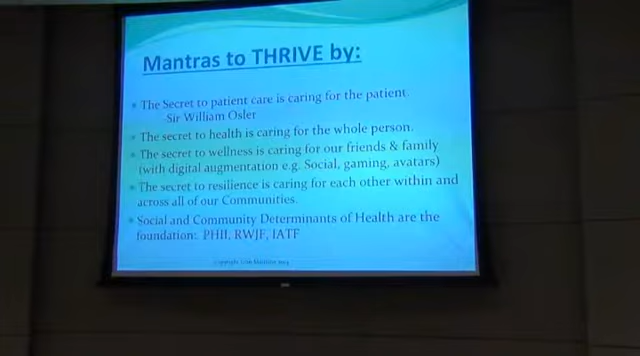 Mantras to THRIVE by:
The Secret to patient care is caring for the patient.
-Sir William Osler
The secret to health is caring for the whole person.
The secret to wellness is caring for our friends & family
(with digital augmentation e.g. Social, gaming, avatars)
The secret to resilience is caring for each other within and
across all of our Communities.
Social and Community Determinants of Health are the
foundation: PHII, RWJF, IATF
Copyright